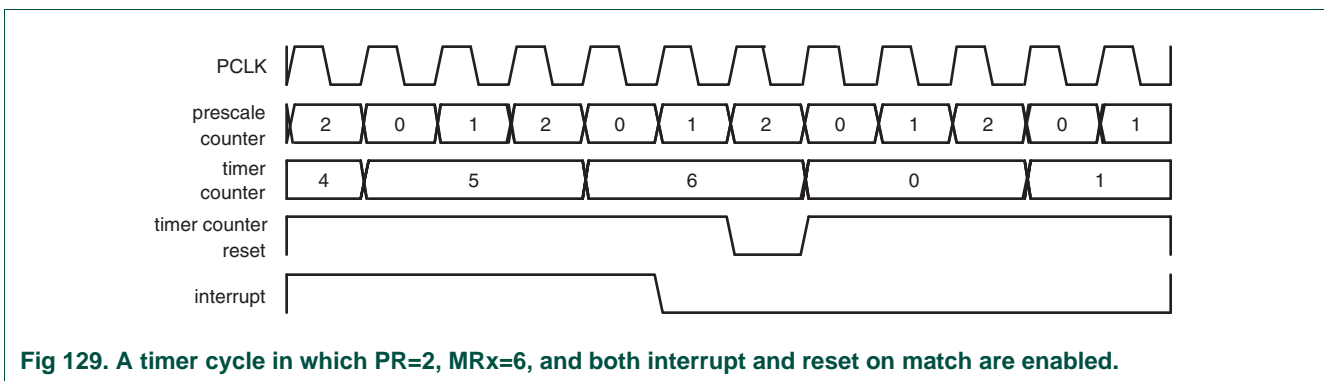 PCLK
prescale
counter
2 0 1 2 0 1 2 0 1 2 0 1
timer
counter
4 5 6 0 1
timer counter
reset
interrupt
Fig 129. A timer cycle in which PR=2, MRx=6, and both interrupt and reset on match are enabled.